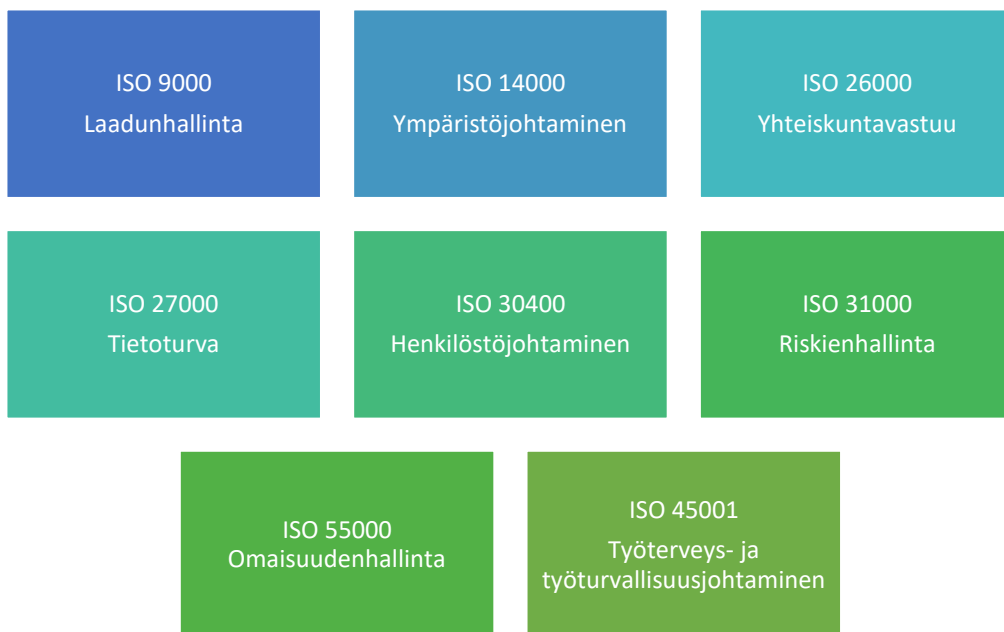 ISO 9000
Laadunhallinta
ISO 14000
Ympäristöjohtaminen
ISO 26000
Yhteiskuntavastuu
ISO 27000
Tietoturva
ISO 30400
Henkilöstöjohtaminen
ISO 31000
Riskienhallinta
ISO 55000
Omaisuudenhallinta
ISO 45001
Työterveys- ja
työturvallisuusjohtaminen